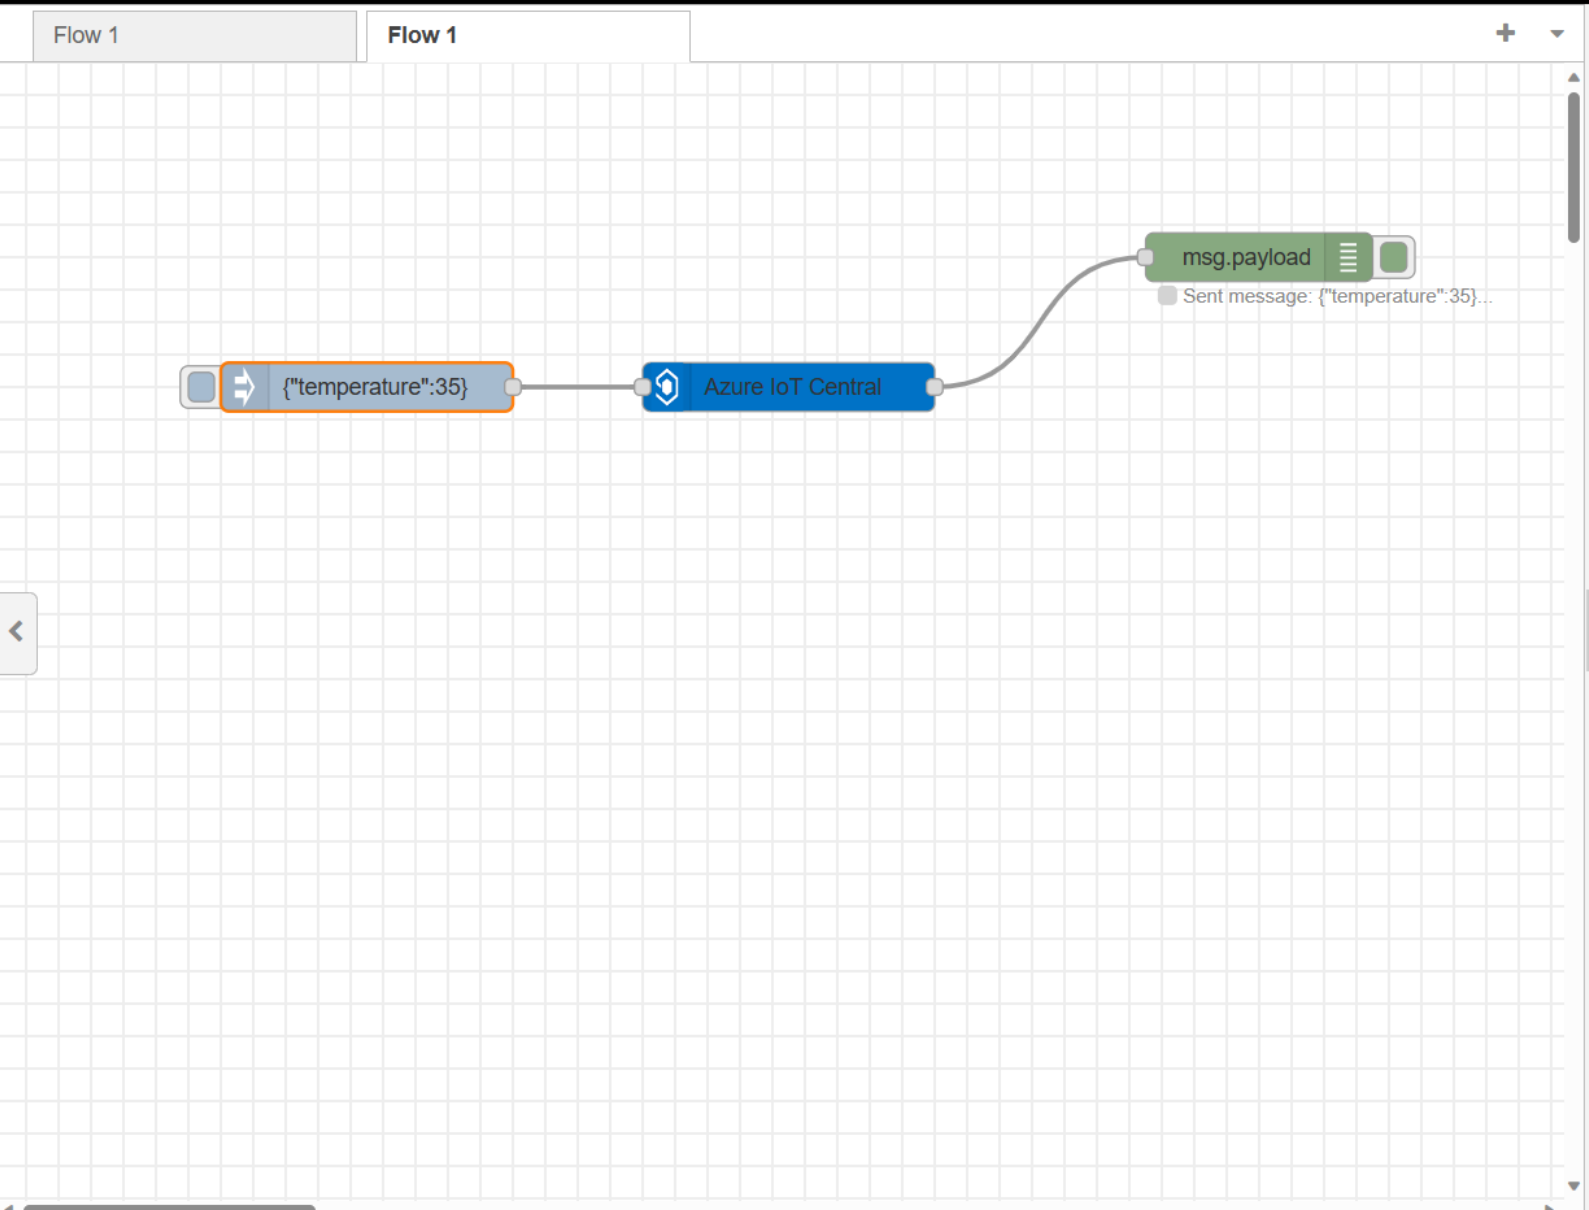 Flow 1
Flow 1
msg.payload
Sent message: {"temperature":35}...
{"temperature":35}
Azure IoT Central